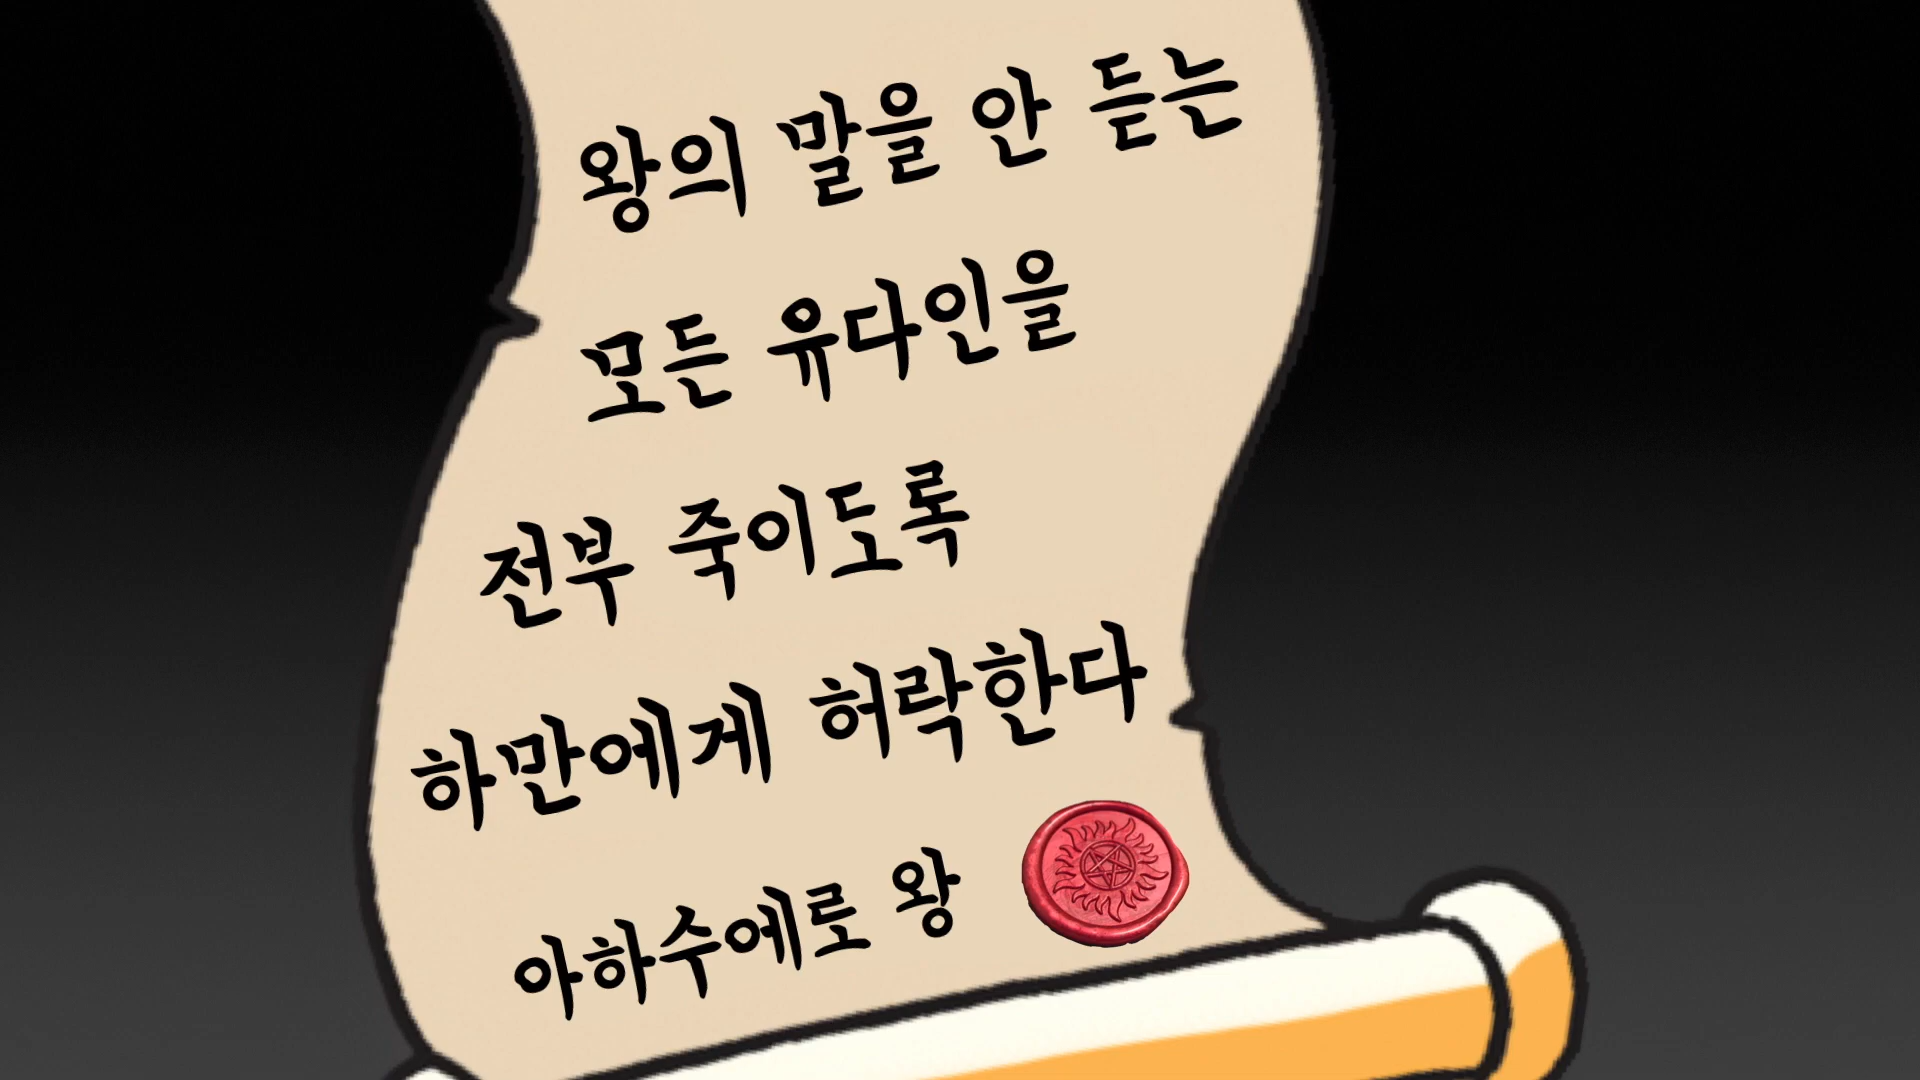 왕의 말을 안 듣는
모든 유다인을
전부 죽이도록
하만에게 허락한다
아하수에로 왕